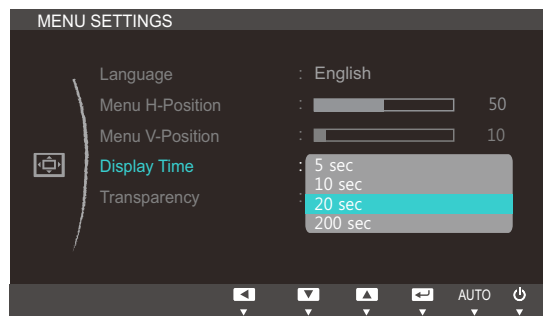 MENU SETTINGS
Language : English
Menu H-Position : 50
Menu V-Position : 10
Display Time : 5 sec
10 sec
Transparency : 20 sec
200 sec
AUTO